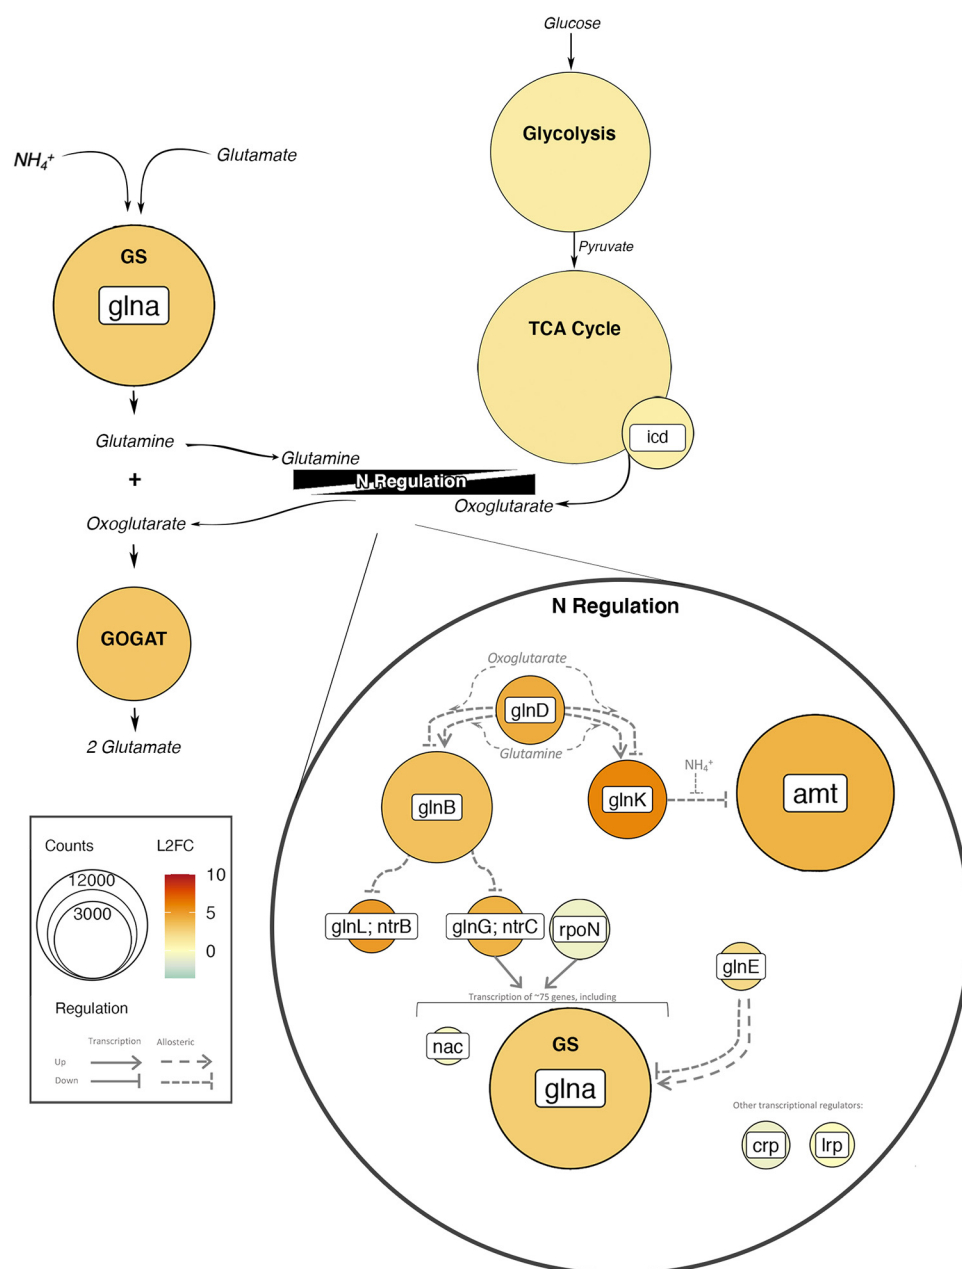 Glucose
Glycolysis
NH₄⁺
Glutamate
GS
glna
Pyruvate
TCA Cycle
icd
Glutamine
Glutamine
+
N Regulation
Oxoglutarate
Oxoglutarate
GOGAT
2 Glutamate
N Regulation
Oxoglutarate
glnD
Glutamine
NH₄⁺
glnB
glnK
amt
glnL; ntrB
glnG; ntrC
rpoN
glnE
Transcription of ~75 genes, including
nac
GS
glna
Other transcriptional regulators:
crp
lrp
Counts
L2FC
12000
3000
10
5
0
Regulation
Transcription
Allosteric
Up
Down